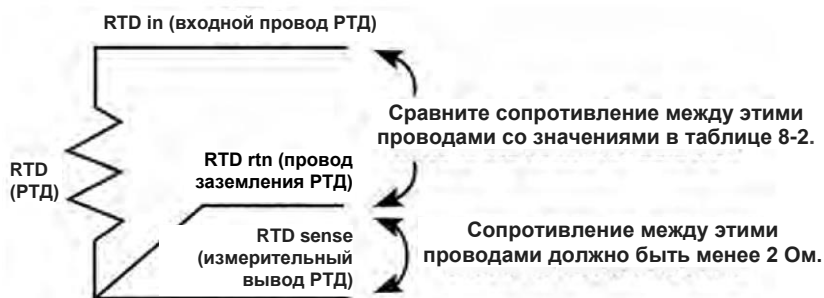 RTD in (входной провод РТД)
Сравните сопротивление между этими
проводами со значениями в таблице 8-2.
RTD
(РТД)
RTD rtn (провод
заземления РТД)
RTD sense
(измерительный
вывод РТД)
Сопротивление между этими
проводами должно быть менее 2 Ом.